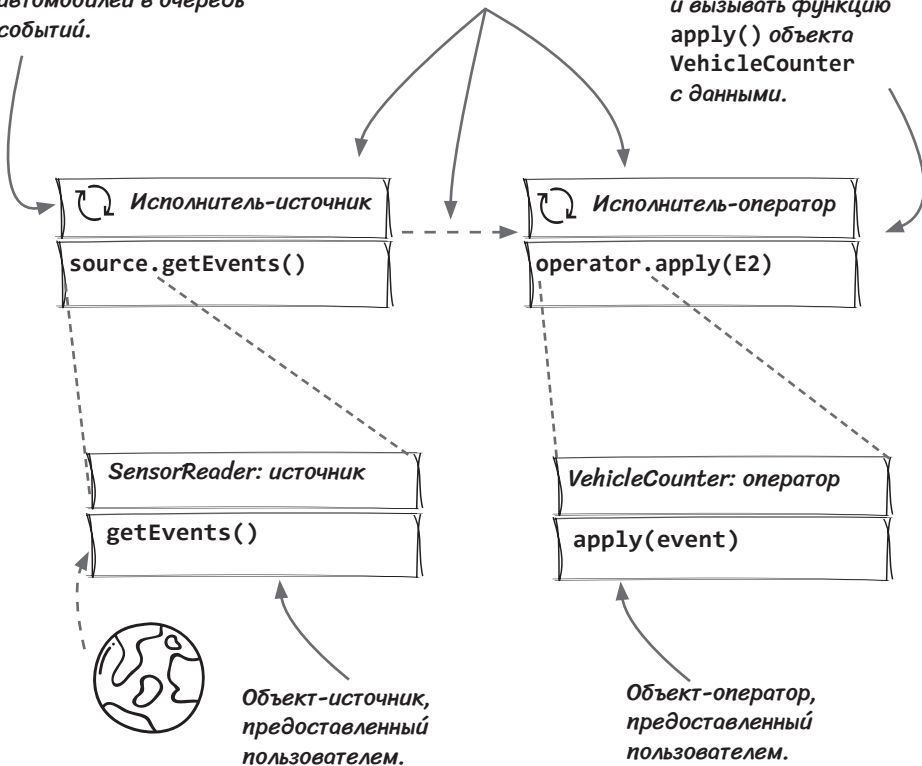 автомобилей в очередь
событий.
и вызывать функцию
apply() объекта
VehicleCounter
с данными.
Исполнитель-источник
source.getEvents()
Исполнитель-оператор
operator.apply(E2)
SensorReader: источник
getEvents()
VehicleCounter: оператор
apply(event)
Объект-источник,
предоставленный
пользователем.
Объект-оператор,
предоставленный
пользователем.